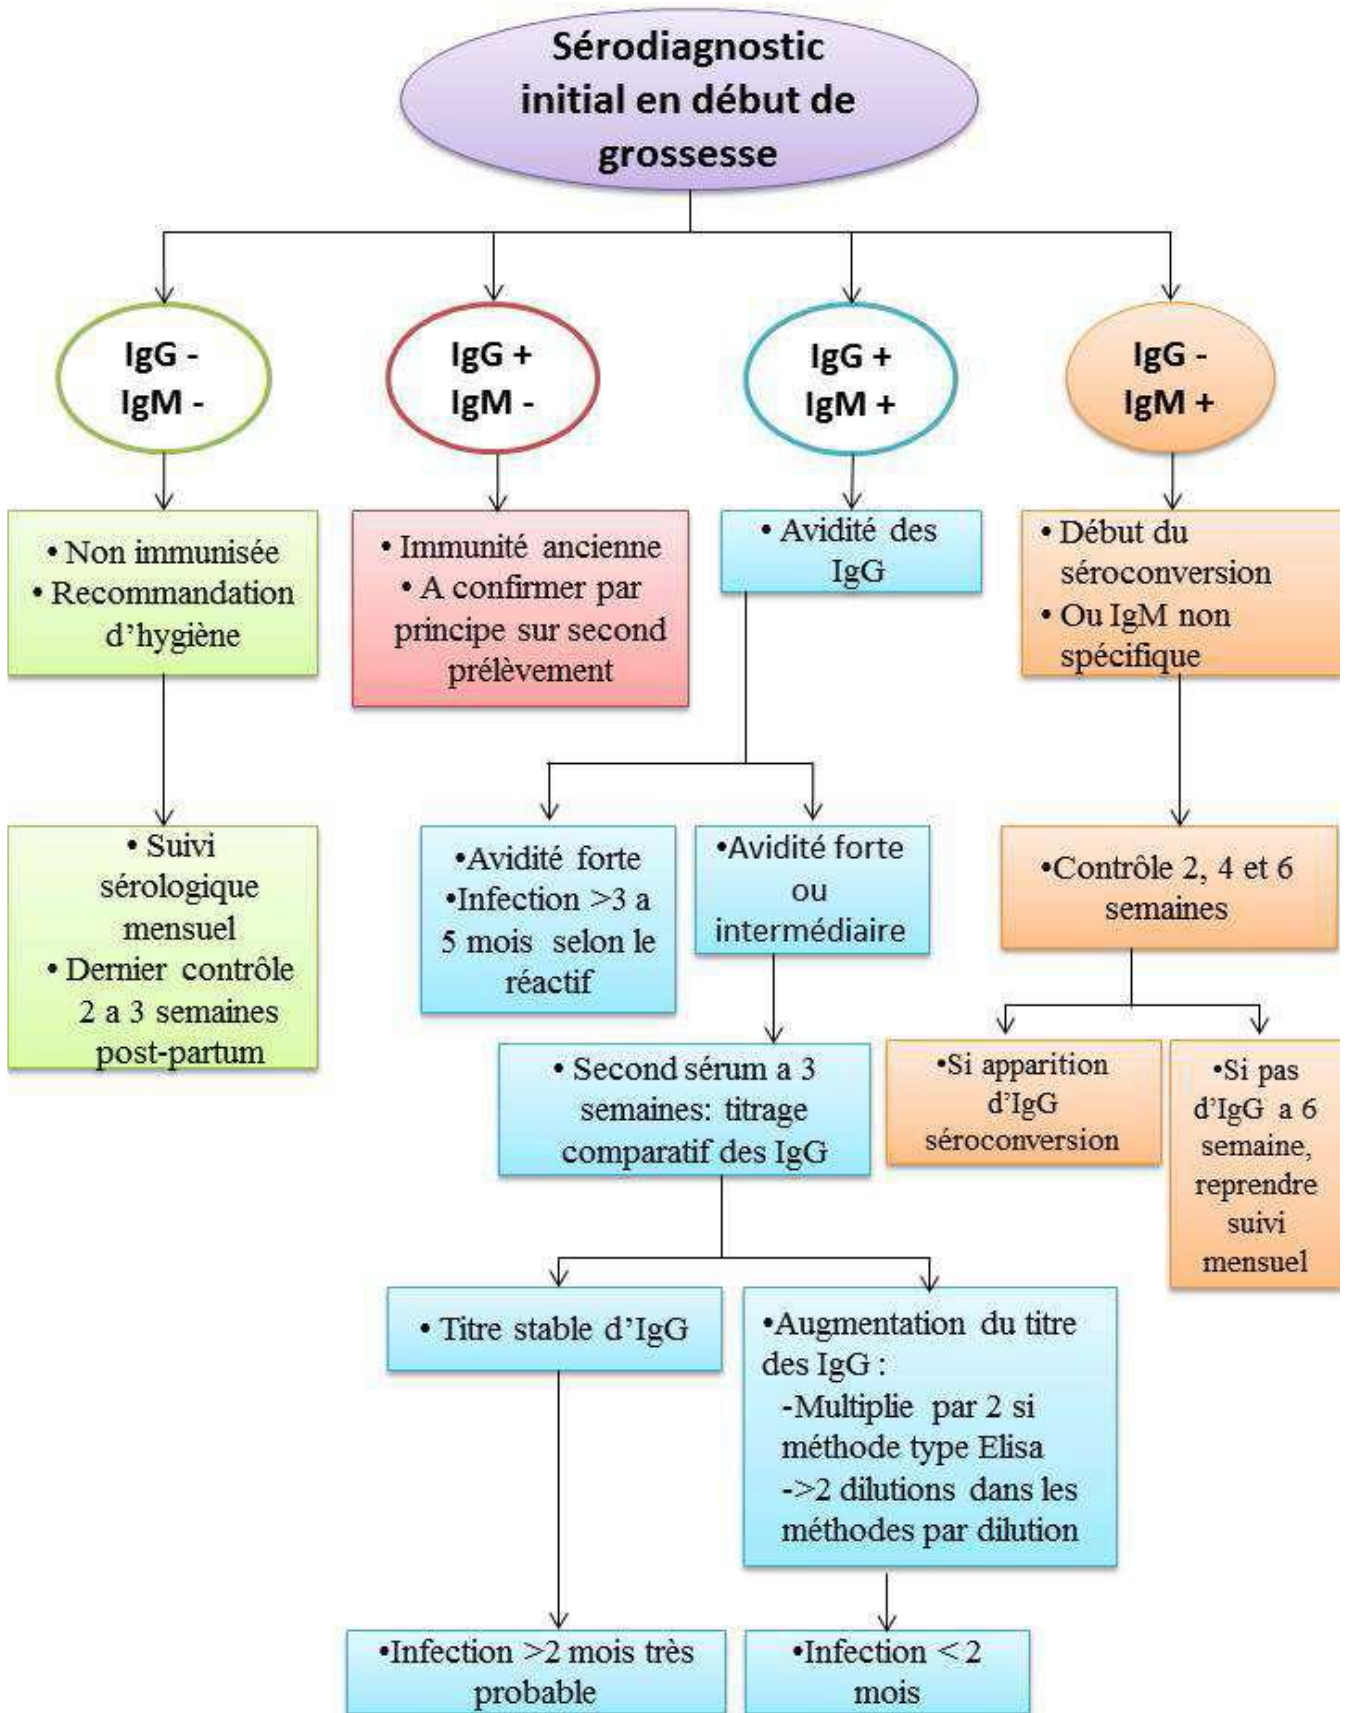 Sérodiagnostic
initial en début de
grossesse
IgG -
IgM -
IgG +
IgM -
IgG +
IgM +
IgG -
IgM +
• Non immunisée
• Recommandation
d’hygiène
• Immunité ancienne
• A confirmer par
principe sur second
prélèvement
• Avidité des
IgG
• Début du
séroconversion
• Ou IgM non
spécifique
• Suivi
sérologique
mensuel
• Dernier contrôle
2 a 3 semaines
post-partum
•Avidité forte
•Infection >3 a
5 mois selon le
réactif
•Avidité forte
ou
intermédiaire
•Contrôle 2, 4 et 6
semaines
• Second sérum a 3
semaines: titrage
comparatif des IgG
•Si apparition
d’IgG
séroconversion
•Si pas
d’IgG a 6
semaine,
reprendre
suivi
mensuel
• Titre stable d’IgG
•Augmentation du titre
des IgG :
-Multiplie par 2 si
méthode type Elisa
->2 dilutions dans les
méthodes par dilution
•Infection >2 mois très
probable
•Infection < 2
mois